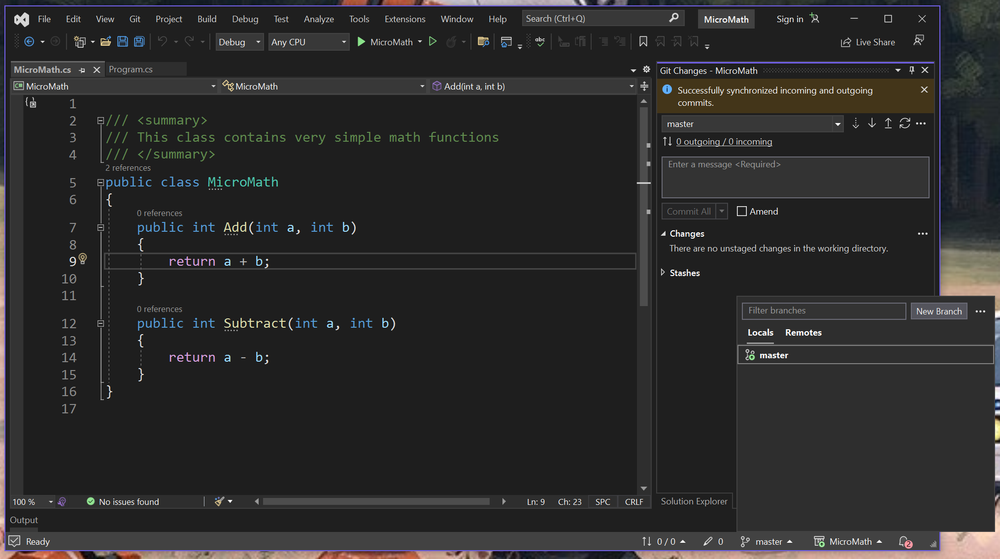 File Edit View Git Project Build Debug Test Analyze Tools Extensions Window Help Search (Ctrl+Q) MicroMath Sign in
Debug Any CPU MicroMath abc Live Share
MicroMath.cs Program.cs
C# MicroMath MicroMath Add(int a, int b)
1
2 /// <summary>
3 /// This class contains very simple math functions
4 /// </summary>
2 references
5 public class MicroMath
6 {
0 references
7 public int Add(int a, int b)
8 {
9 return a + b;
10 }
11
0 references
12 public int Subtract(int a, int b)
13 {
14 return a - b;
15 }
16 }
17
100 % No issues found Ln: 9 Ch: 23 SPC CRLF
Output
Git Changes - MicroMath
Successfully synchronized incoming and outgoing
commits.
master
0 outgoing / 0 incoming
Enter a message <Required>
Commit All Amend
Changes
There are no unstaged changes in the working directory.
Stashes
Filter branches New Branch
Locals Remotes
master
Solution Explorer
Ready 0 / 0 0 master MicroMath 2